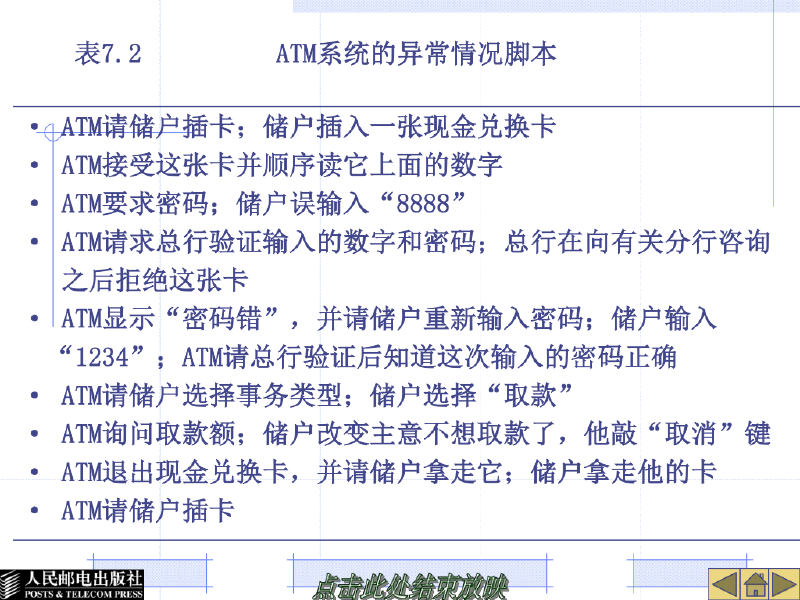 表7.2 ATM系统的异常情况脚本
• ATM请储户插卡；储户插入一张现金兑换卡
• ATM接受这张卡并顺序读它上面的数字
• ATM要求密码；储户误输入“8888”
• ATM请求总行验证输入的数字和密码；总行在向有关分行咨询
之后拒绝这张卡
• ATM显示“密码错”，并请储户重新输入密码；储户输入
“1234”；ATM请总行验证后知道这次输入的密码正确
• ATM请储户选择事务类型；储户选择“取款”
• ATM询问取款额；储户改变主意不想取款了，他敲“取消”键
• ATM退出现金兑换卡，并请储户拿走它；储户拿走他的卡
• ATM请储户插卡
人民邮电出版社
POSTS & TELECOM PRESS
点击此处结束放映